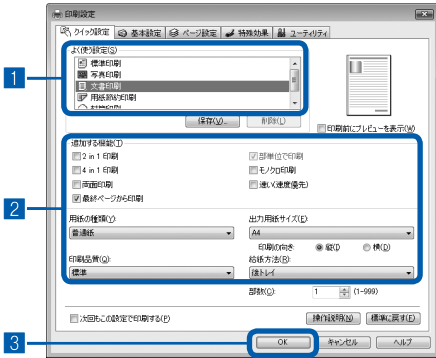 印刷設定
クイック設定 基本設定 ページ設定 特殊効果 ユーティリティ
よく使う設定(S)
標準印刷
写真印刷
文書印刷
用紙節約印刷
封筒印刷
保存(V)... 削除(L)
印刷前にプレビューを表示(W)
追加する機能(T)
2 in 1 印刷 部単位で印刷
4 in 1 印刷 モノクロ印刷
両面印刷 速い(速度優先)
最終ページから印刷
用紙の種類(Y): 出力用紙サイズ(E):
普通紙 A4
印刷の向き: 縦(I) 横(D)
印刷品質(Q): 給紙方法(R):
標準 後トレイ
部数(C): 1 (1-999)
次回もこの設定で印刷する(P) 操作説明(N) 標準に戻す(F)
OK キャンセル ヘルプ
1
2
3